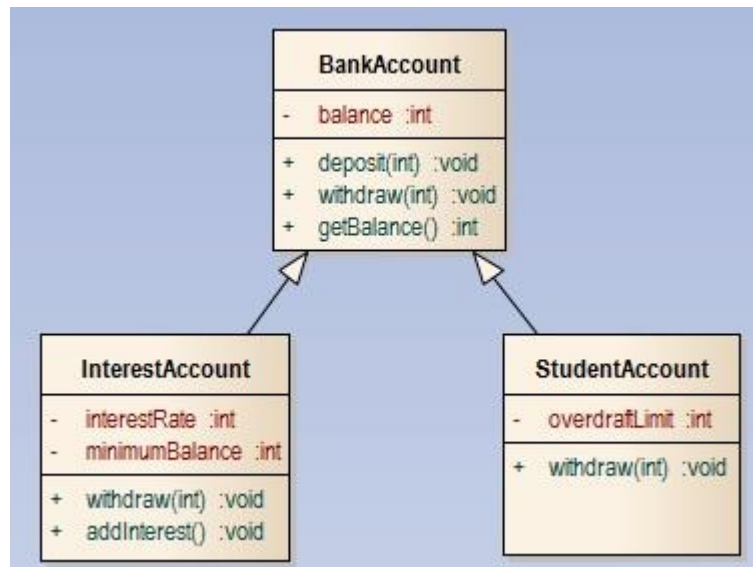 BankAccount
- balance :int
+ deposit(int) :void
+ withdraw(int) :void
+ getBalance() :int
InterestAccount
- interestRate :int
- minimumBalance :int
+ withdraw(int) :void
+ addInterest() :void
StudentAccount
- overdraftLimit :int
+ withdraw(int) :void